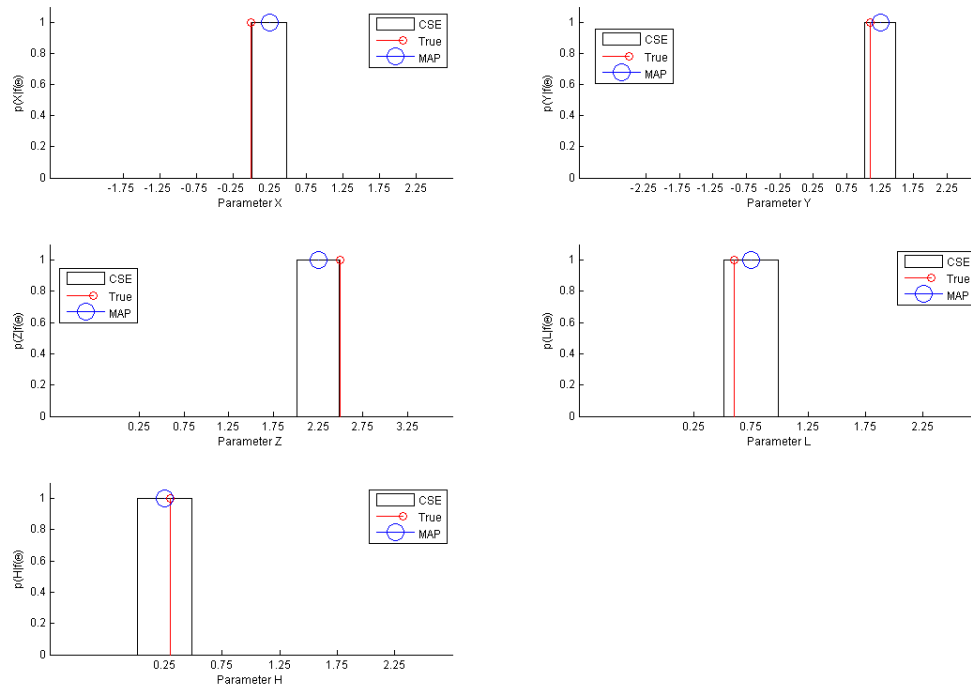 p(X|f(Θ)
1
0.8
0.6
0.4
0.2
0
-1.75 -1.25 -0.75 -0.25 0.25 0.75 1.25 1.75 2.25
Parameter X
CSE
True
MAP
p(Y|f(Θ)
1
0.8
0.6
0.4
0.2
0
-2.25 -1.75 -1.25 -0.75 -0.25 0.25 0.75 1.25 1.75 2.25
Parameter Y
CSE
True
MAP
p(Z|f(Θ)
1
0.8
0.6
0.4
0.2
0
0.25 0.75 1.25 1.75 2.25 2.75 3.25
Parameter Z
CSE
True
MAP
p(L|f(Θ)
1
0.8
0.6
0.4
0.2
0
0.25 0.75 1.25 1.75 2.25
Parameter L
CSE
True
MAP
p(H|f(Θ)
1
0.8
0.6
0.4
0.2
0
0.25 0.75 1.25 1.75 2.25
Parameter H
CSE
True
MAP